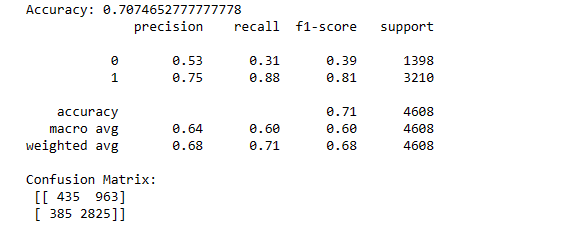 Accuracy: 0.7074652777777778
precision recall f1-score support
0 0.53 0.31 0.39 1398
1 0.75 0.88 0.81 3210
accuracy 0.71 4608
macro avg 0.64 0.60 0.60 4608
weighted avg 0.68 0.71 0.68 4608
Confusion Matrix:
[[ 435 963]
[ 385 2825]]